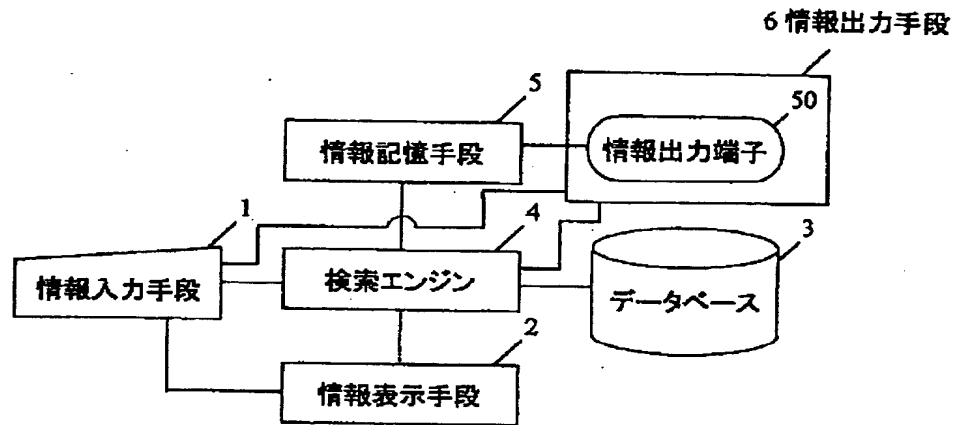 6 情報出力手段
5
50
情報記憶手段
情報出力端子
1
4
3
情報入力手段
検索エンジン
データベース
2
情報表示手段